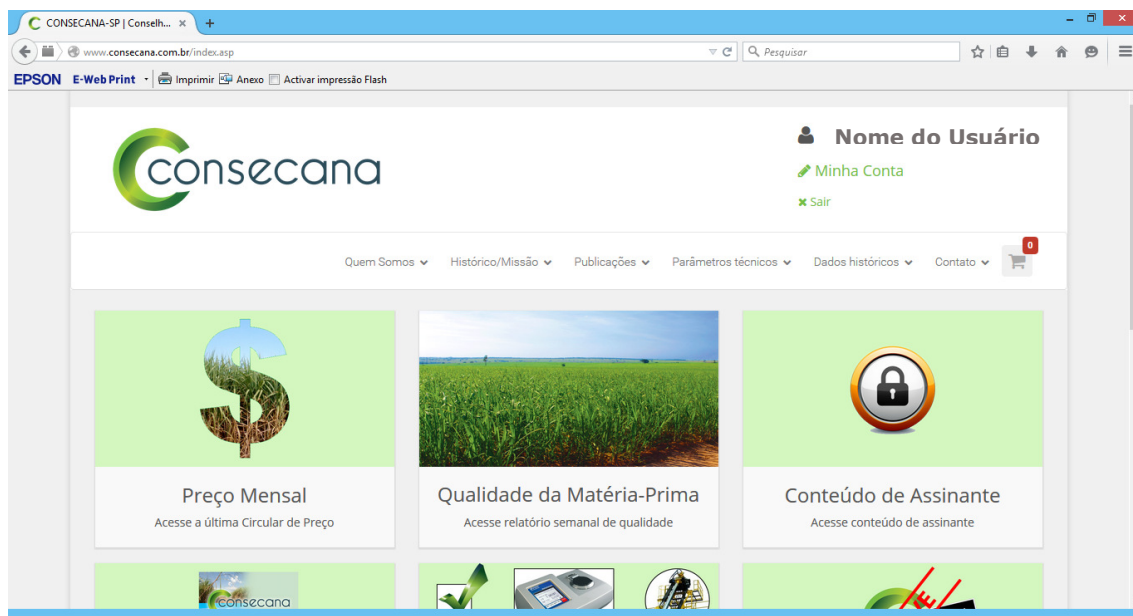 CONSECANA-SP | Conselh...
www.consecana.com.br/index.asp
Pesquisar
EPSON E-Web Print Imprimir Anexo Activar impressão Flash
consecana
Nome do Usuário
Minha Conta
Sair
Quem Somos Histórico/Missão Publicações Parâmetros técnicos Dados históricos Contato 0
Preço Mensal
Acesse a última Circular de Preço
Qualidade da Matéria-Prima
Acesse relatório semanal de qualidade
Conteúdo de Assinante
Acesse conteúdo de assinante
consecana